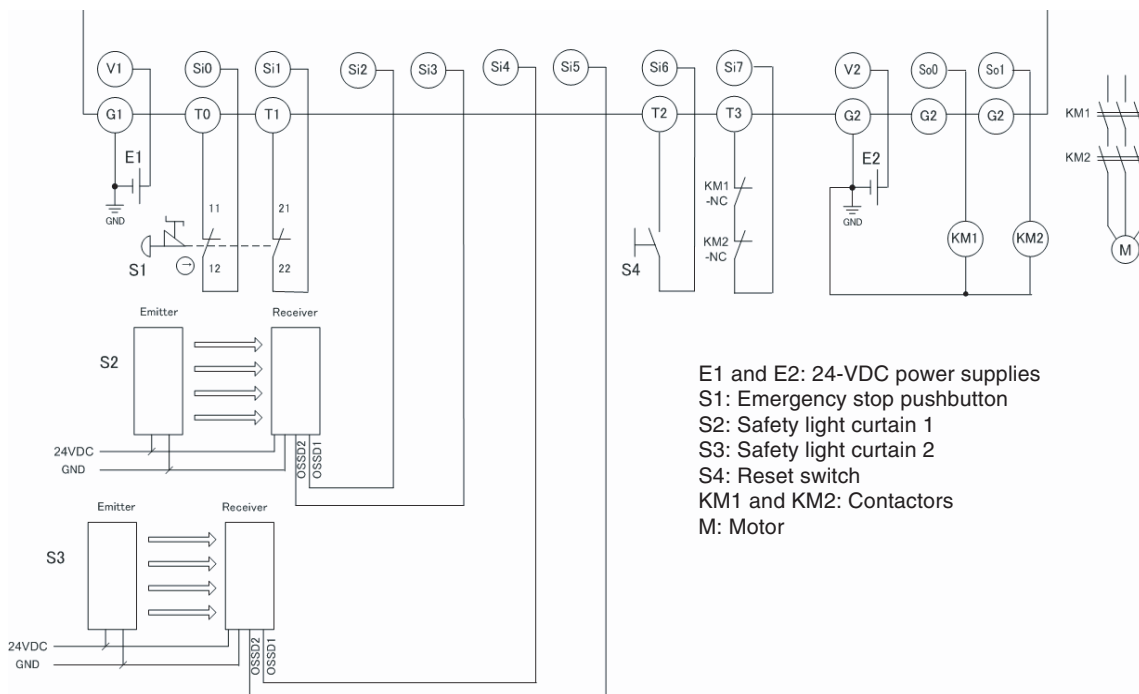 V1 Si0 Si1 Si2 Si3 Si4 Si5 Si6 Si7 V2 So0 So1
G1 T0 T1 T2 T3 G2 G2 G2
KM1
KM2
M
E1
GND
11 21
12 22
S1
KM1
-NC
KM2
-NC
S4
E2
GND
KM1 KM2
Emitter Receiver
S2
24VDC
GND
OSSD2
OSSD1
Emitter Receiver
S3
24VDC
GND
OSSD2
OSSD1
E1 and E2: 24-VDC power supplies
S1: Emergency stop pushbutton
S2: Safety light curtain 1
S3: Safety light curtain 2
S4: Reset switch
KM1 and KM2: Contactors
M: Motor